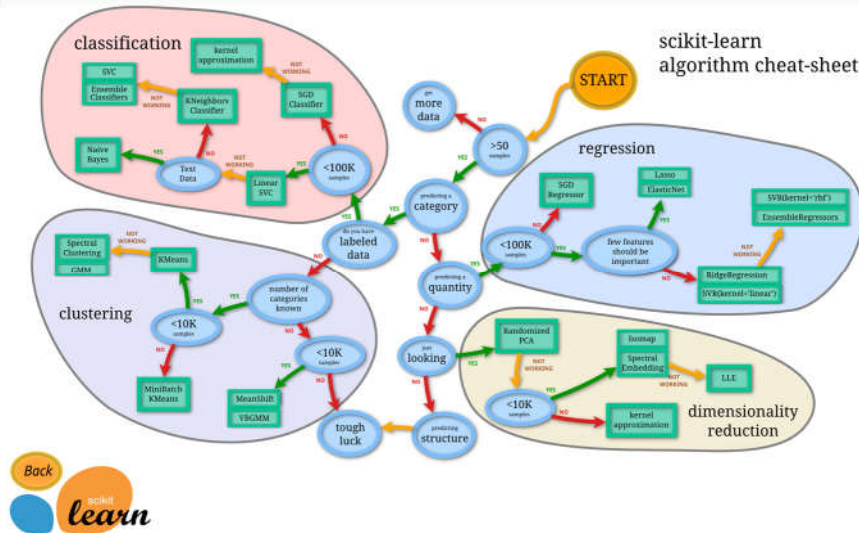 classification
scikit-learn
algorithm cheat-sheet
kernel
approximation
NOT
WORKING
START
get
more
data
NO
>50
samples
YES
SVC
Ensemble
Classifiers
NOT
WORKING
KNeighbors
Classifier
SGD
Classifier
NO
NO
YES
Naive
Bayes
Text
Data
NOT
WORKING
Linear
SVC
YES
<100K
samples
YES
predicting a
category
YES
NO
do you have
labeled
data
NO
regression
SGD
Regressor
NO
Lasso
ElasticNet
YES
SVR(kernel='rbf')
EnsembleRegressors
NOT
WORKING
<100K
samples
YES
few features
should be
important
NO
RidgeRegression
SVR(kernel='linear')
predicting a
quantity
YES
NO
clustering
Spectral
Clustering
GMM
NOT
WORKING
KMeans
YES
YES
number of
categories
known
NO
<10K
samples
NO
MiniBatch
KMeans
<10K
samples
YES
NO
MeanShift
VBGMM
just
looking
YES
NO
Randomized
PCA
NOT
WORKING
Isomap
Spectral
Embedding
YES
NOT
WORKING
LLE
<10K
samples
NO
kernel
approximation
dimensionality
reduction
tough
luck
predicting
structure
Back
scikit
learn